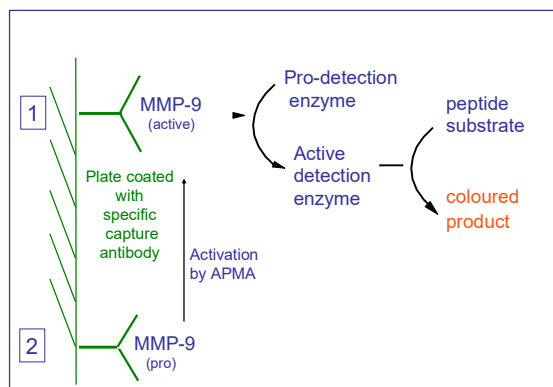 1
MMP-9
(active)
Pro-detection
enzyme
Active
detection
enzyme
peptide
substrate
coloured
product
Plate coated
with
specific
capture
antibody
Activation
by APMA
2
MMP-9
(pro)